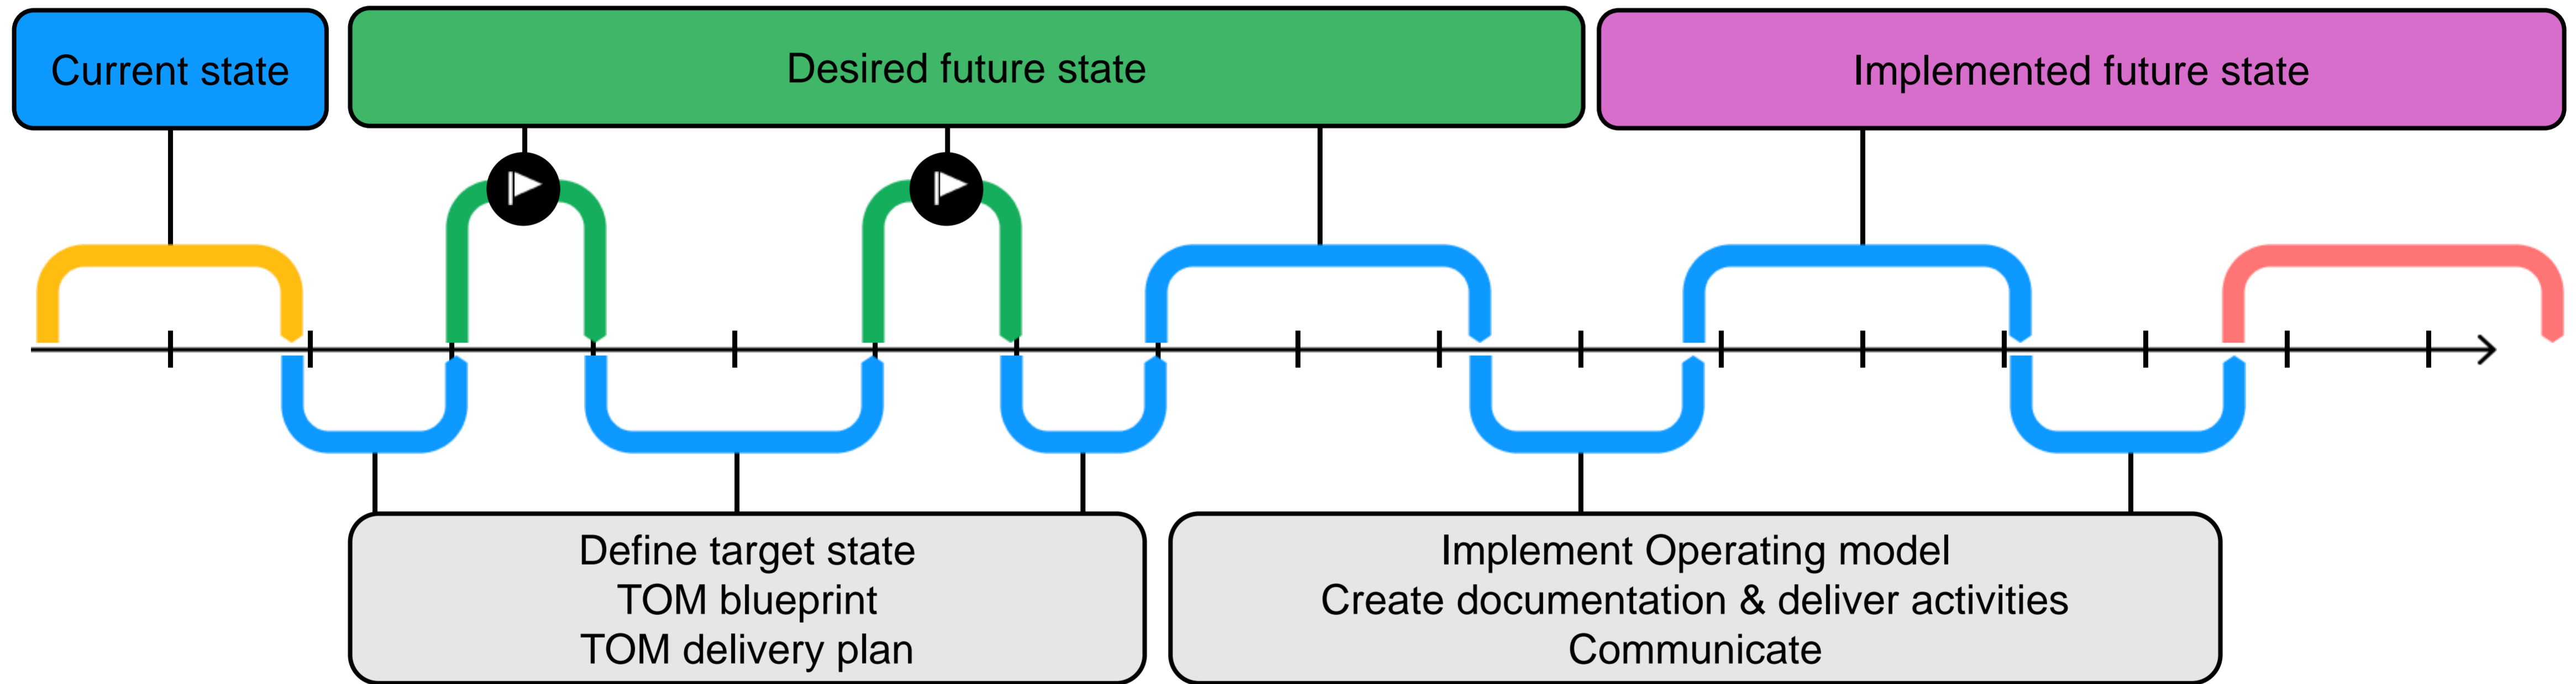 Current state
Desired future state
Implemented future state
Define target state
TOM blueprint
TOM delivery plan
Implement Operating model
Create documentation & deliver activities
Communicate